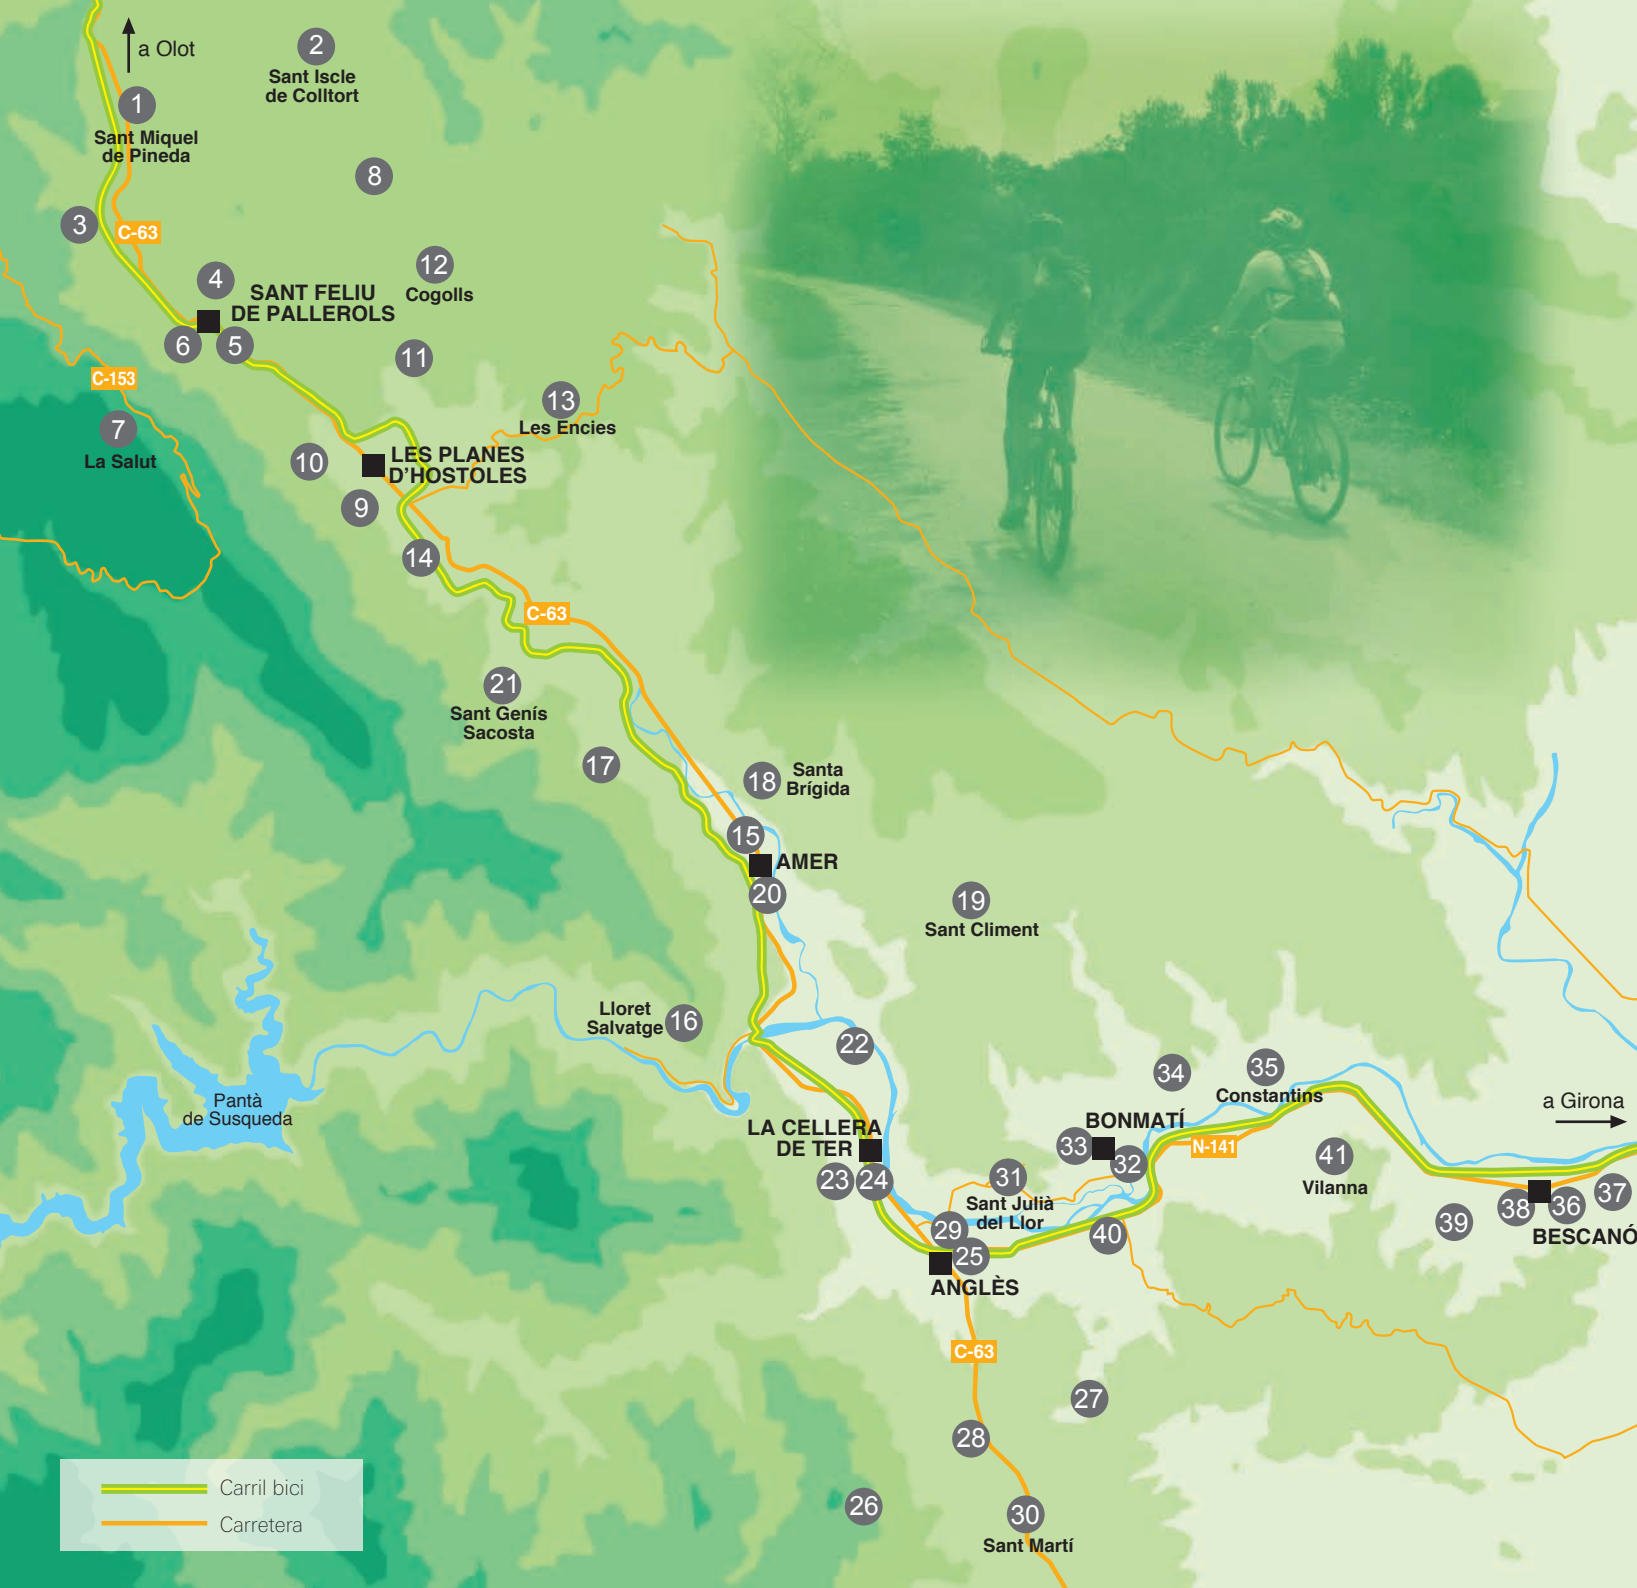 a Olot
2
Sant Iscle
de Colltort
1
Sant Miquel
de Pineda
8
3
C-63
12
Cogolls
4
SANT FELIU
DE PALLEROLS
6
5
11
C-153
7
La Salut
13
Les Encies
10
LES PLANES
D'HOSTOLES
9
14
C-63
21
Sant Genís
Sacosta
17
18
Santa
Brígida
15
AMER
20
19
Sant Climent
Lloret
Salvatge
16
22
Pantà
de Susqueda
34
35
Constantins
a Girona
LA CELLERA
DE TER
BONMATÍ
33
32
N-141
41
Vilanna
23
24
31
Sant Julià
del Llor
29
25
40
39
38
36
37
BESCANÓ
ANGLÈS
C-63
27
28
26
30
Sant Martí
Carril bici
Carretera